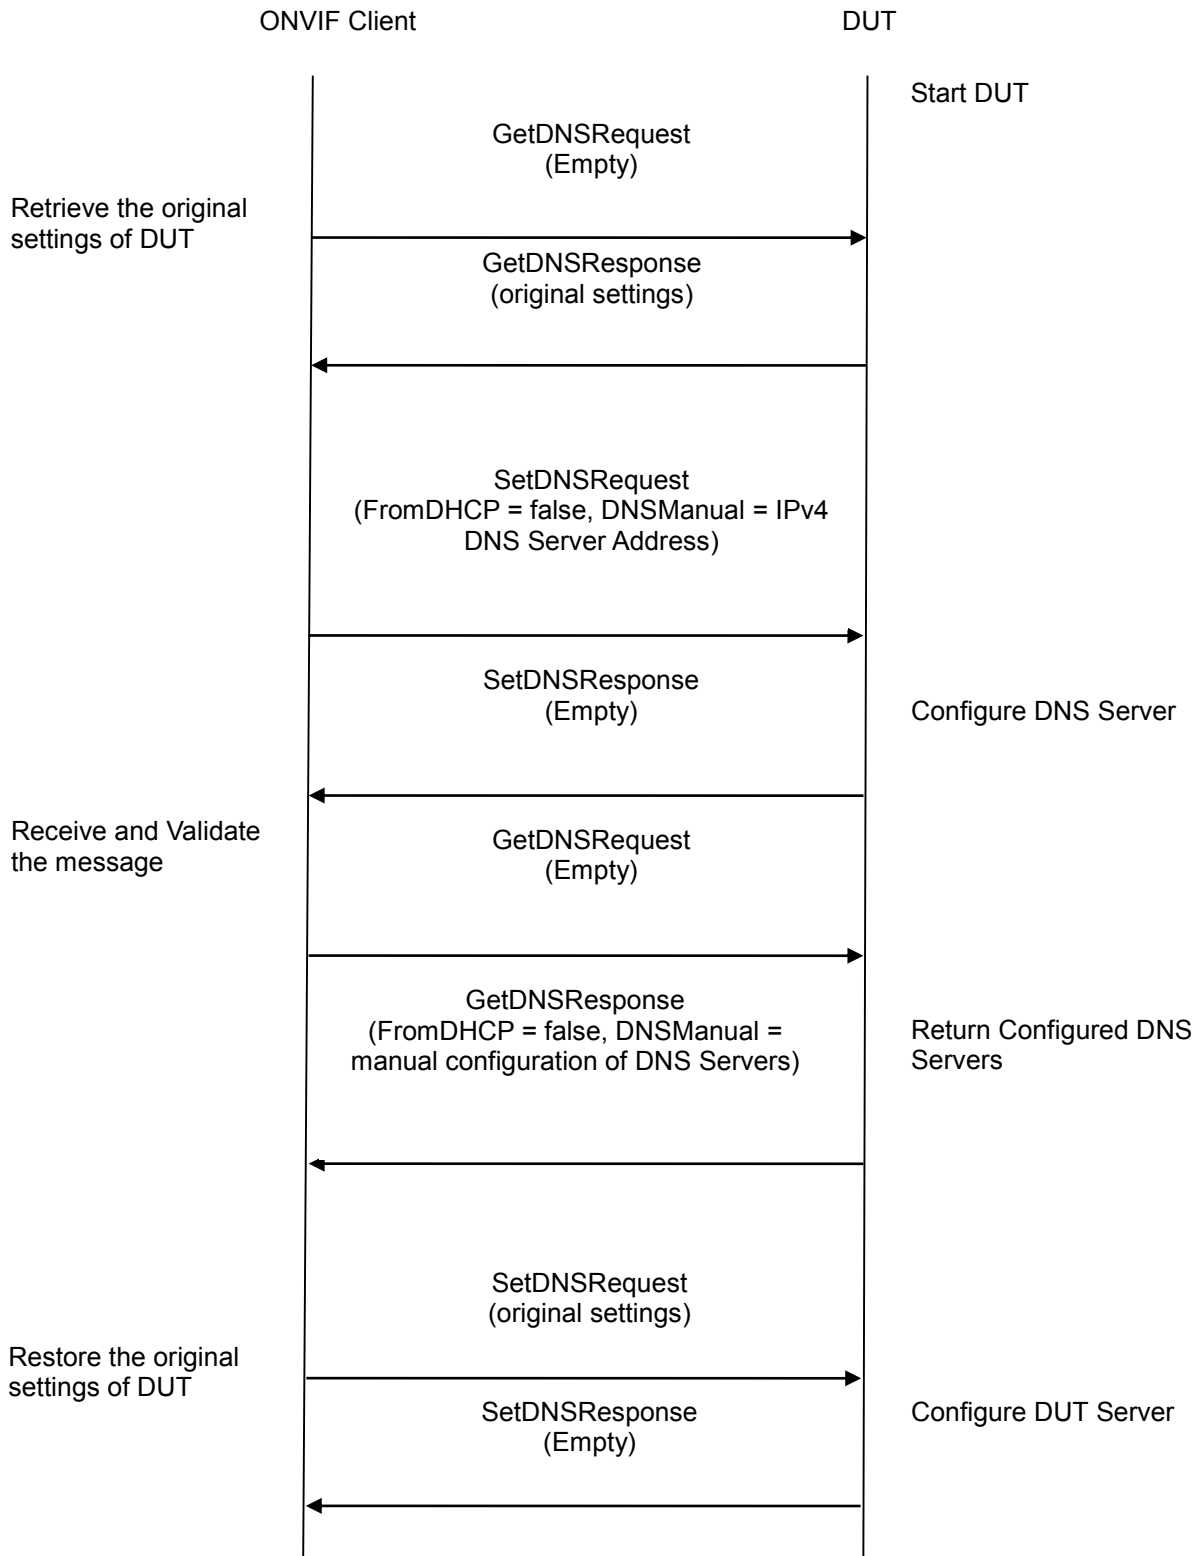 ONVIF Client
DUT
Start DUT
GetDNSRequest
(Empty)
Retrieve the original
settings of DUT
GetDNSResponse
(original settings)
SetDNSRequest
(FromDHCP = false, DNSManual = IPv4
DNS Server Address)
SetDNSResponse
(Empty)
Configure DNS Server
Receive and Validate
the message
GetDNSRequest
(Empty)
GetDNSResponse
(FromDHCP = false, DNSManual =
manual configuration of DNS Servers)
Return Configured DNS
Servers
SetDNSRequest
(original settings)
Restore the original
settings of DUT
SetDNSResponse
(Empty)
Configure DUT Server